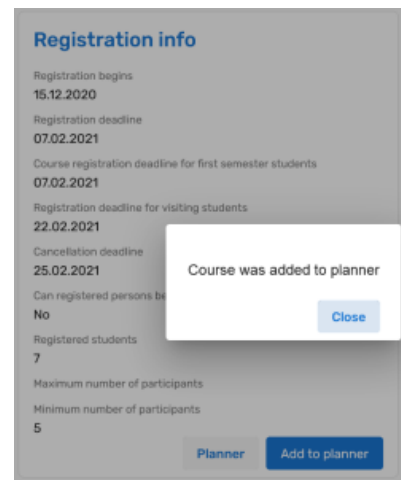 Registration info
Registration begins
15.12.2020
Registration deadline
07.02.2021
Course registration deadline for first semester students
07.02.2021
Registration deadline for visiting students
22.02.2021
Cancellation deadline
25.02.2021
Can registered persons be
No
Registered students
7
Maximum number of participants
Minimum number of participants
5
Planner
Add to planner
Course was added to planner
Close